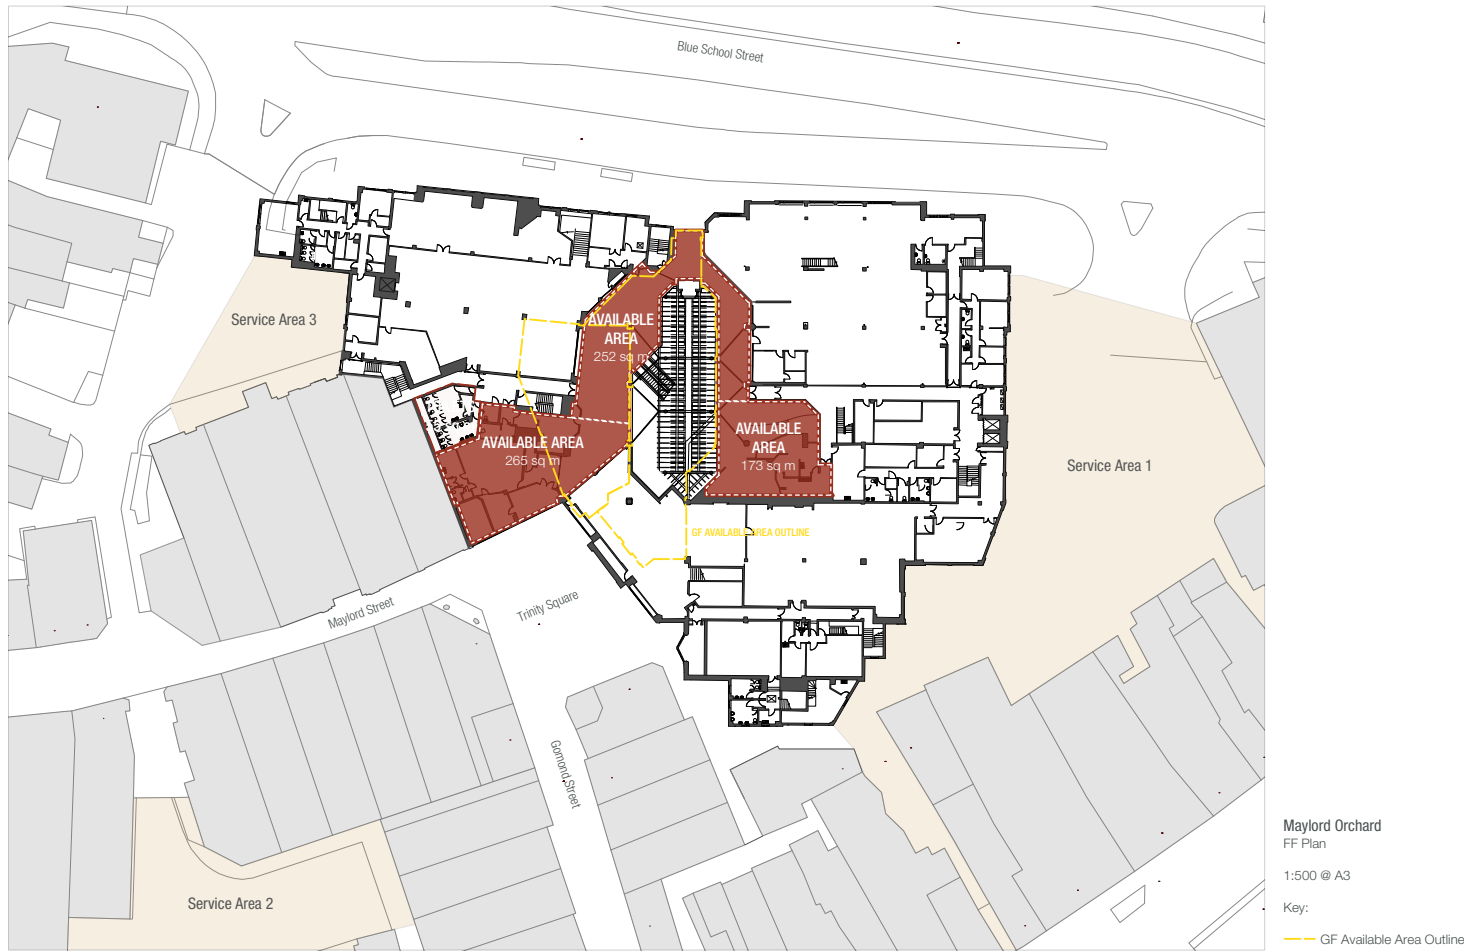 Blue School Street
Service Area 3
AVAILABLE
AREA
252 sq m
AVAILABLE AREA
265 sq m
AVAILABLE
AREA
173 sq m
Service Area 1
GF AVAILABLE AREA OUTLINE
Maylord Street
Trinity Square
Gomond Street
Service Area 2
Maylord Orchard
FF Plan
1:500 @ A3
Key:
GF Available Area Outline